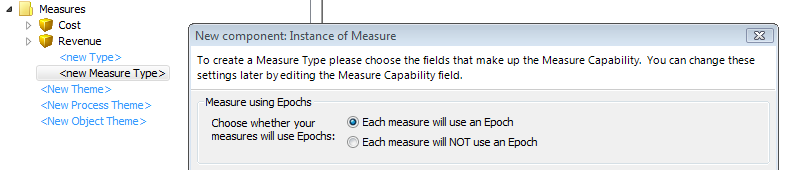 Measures
Cost
Revenue
<new Type>
<new Measure Type>
<New Theme>
<New Process Theme>
<New Object Theme>
New component: Instance of Measure
To create a Measure Type please choose the fields that make up the Measure Capability. You can change these
settings later by editing the Measure Capability field.
Measure using Epochs
Choose whether your
measures will use Epochs:
Each measure will use an Epoch
Each measure will NOT use an Epoch